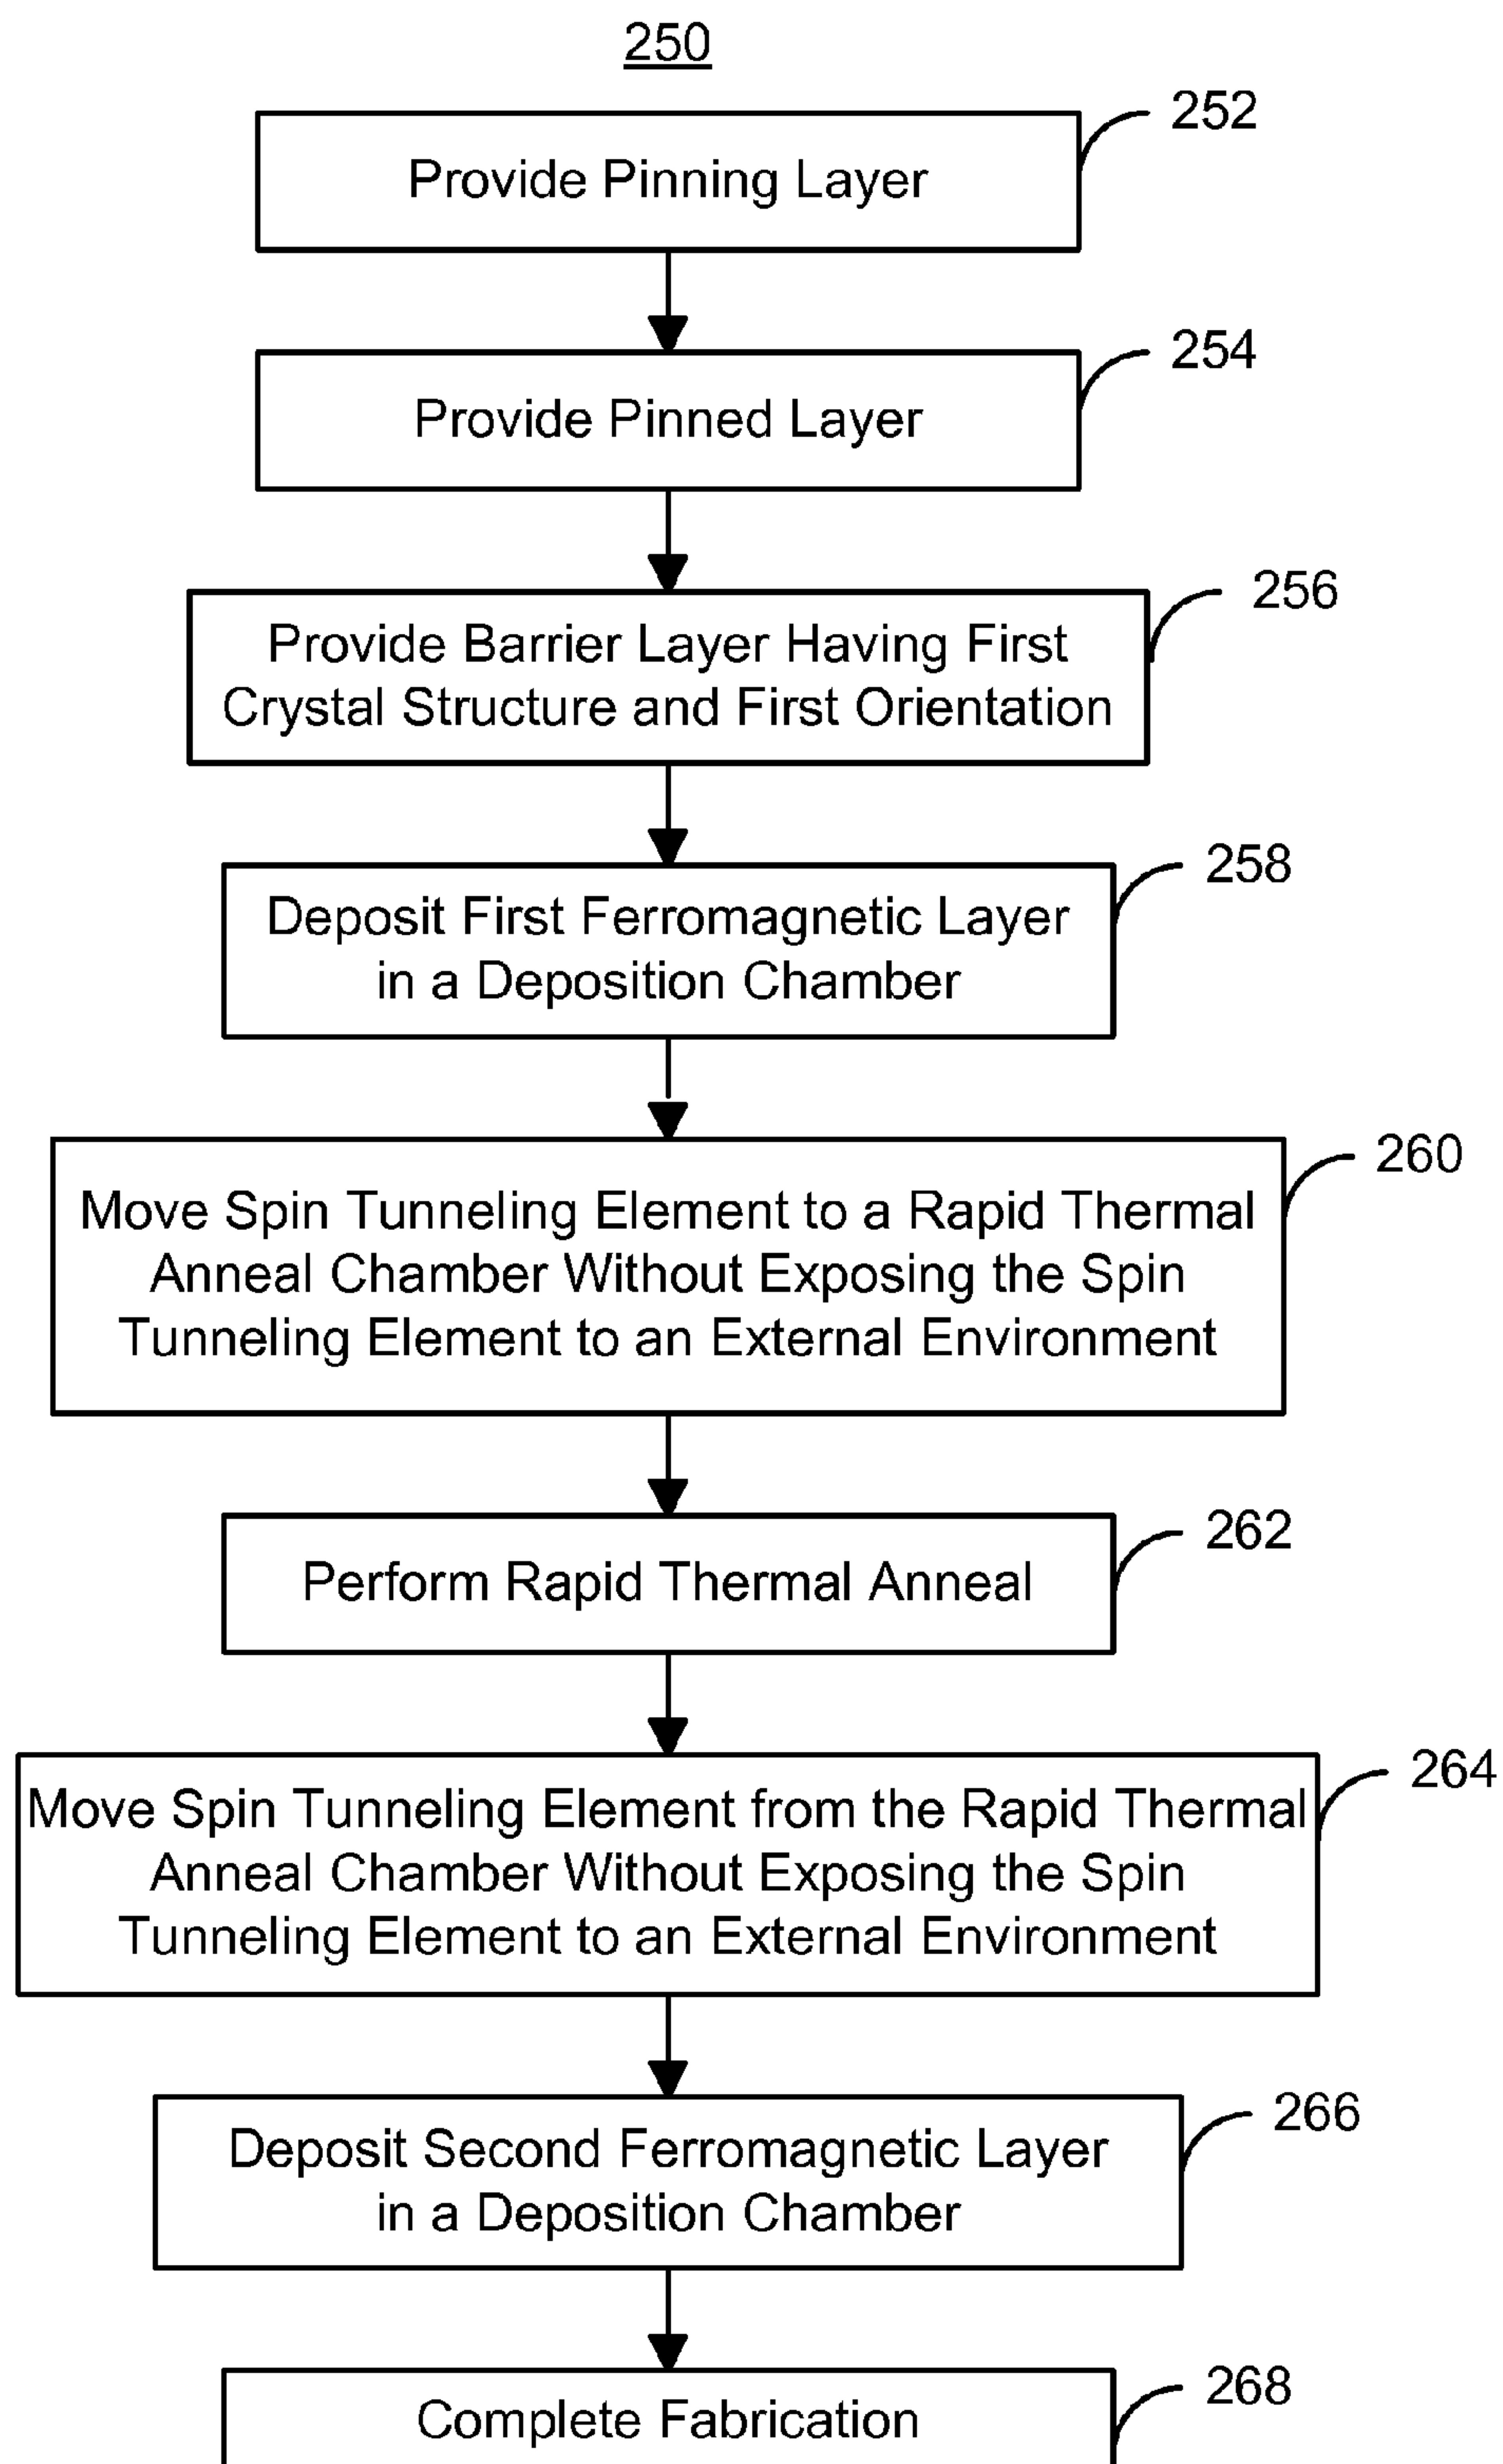 250
252
Provide Pinning Layer
254
Provide Pinned Layer
256
Provide Barrier Layer Having First
Crystal Structure and First Orientation
258
Deposit First Ferromagnetic Layer
in a Deposition Chamber
260
Move Spin Tunneling Element to a Rapid Thermal
Anneal Chamber Without Exposing the Spin
Tunneling Element to an External Environment
262
Perform Rapid Thermal Anneal
264
Move Spin Tunneling Element from the Rapid Thermal
Anneal Chamber Without Exposing the Spin
Tunneling Element to an External Environment
266
Deposit Second Ferromagnetic Layer
in a Deposition Chamber
268
Complete Fabrication